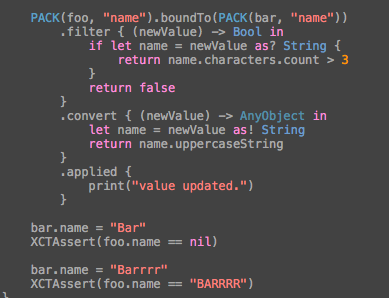 PACK(foo, "name").boundTo(PACK(bar, "name"))
.filter { (newValue) -> Bool in
if let name = newValue as? String {
return name.characters.count > 3
}
return false
}
.convert { (newValue) -> AnyObject in
let name = newValue as! String
return name.uppercaseString
}
.applied {
print("value updated.")
}
bar.name = "Bar"
XCTAssert(foo.name == nil)
bar.name = "Barrrr"
XCTAssert(foo.name == "BARRRR")
}